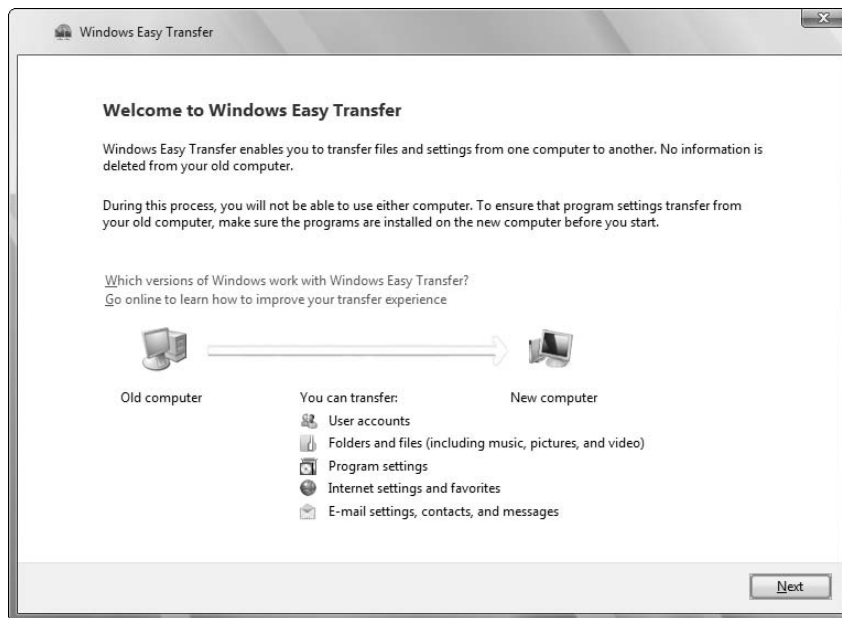 Windows Easy Transfer
Welcome to Windows Easy Transfer
Windows Easy Transfer enables you to transfer files and settings from one computer to another. No information is
deleted from your old computer.
During this process, you will not be able to use either computer. To ensure that program settings transfer from
your old computer, make sure the programs are installed on the new computer before you start.
Which versions of Windows work with Windows Easy Transfer?
Go online to learn how to improve your transfer experience
Old computer
You can transfer:
New computer
User accounts
Folders and files (including music, pictures, and video)
Program settings
Internet settings and favorites
E-mail settings, contacts, and messages
Next